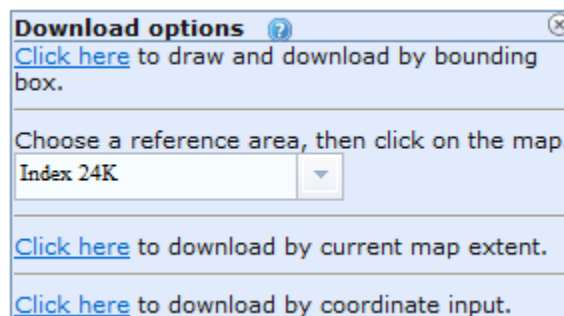 Download options
Click here to draw and download by bounding
box.
Choose a reference area, then click on the map.
Index 24K
Click here to download by current map extent.
Click here to download by coordinate input.